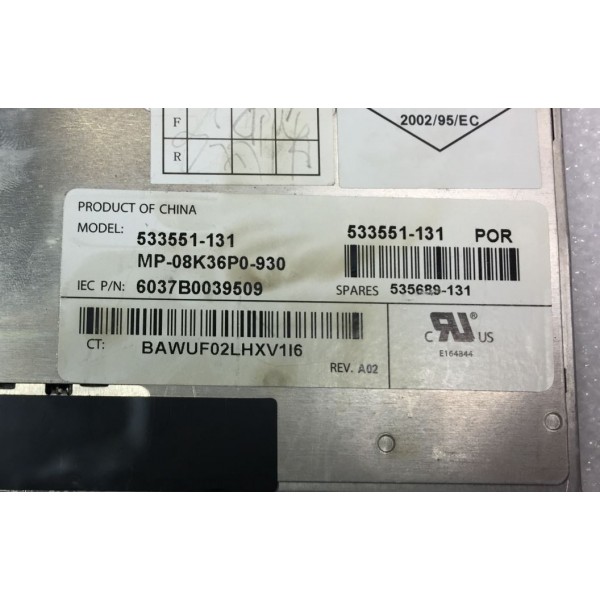 F
R
2002/95/EC
PRODUCT OF CHINA
MODEL: 533551-131
MP-08K36P0-930
533551-131 POR
IEC P/N: 6037B0039509
SPARES 535689-131
CT: BAWUF02LHXV1I6
REV. A02
C RU US
E164844